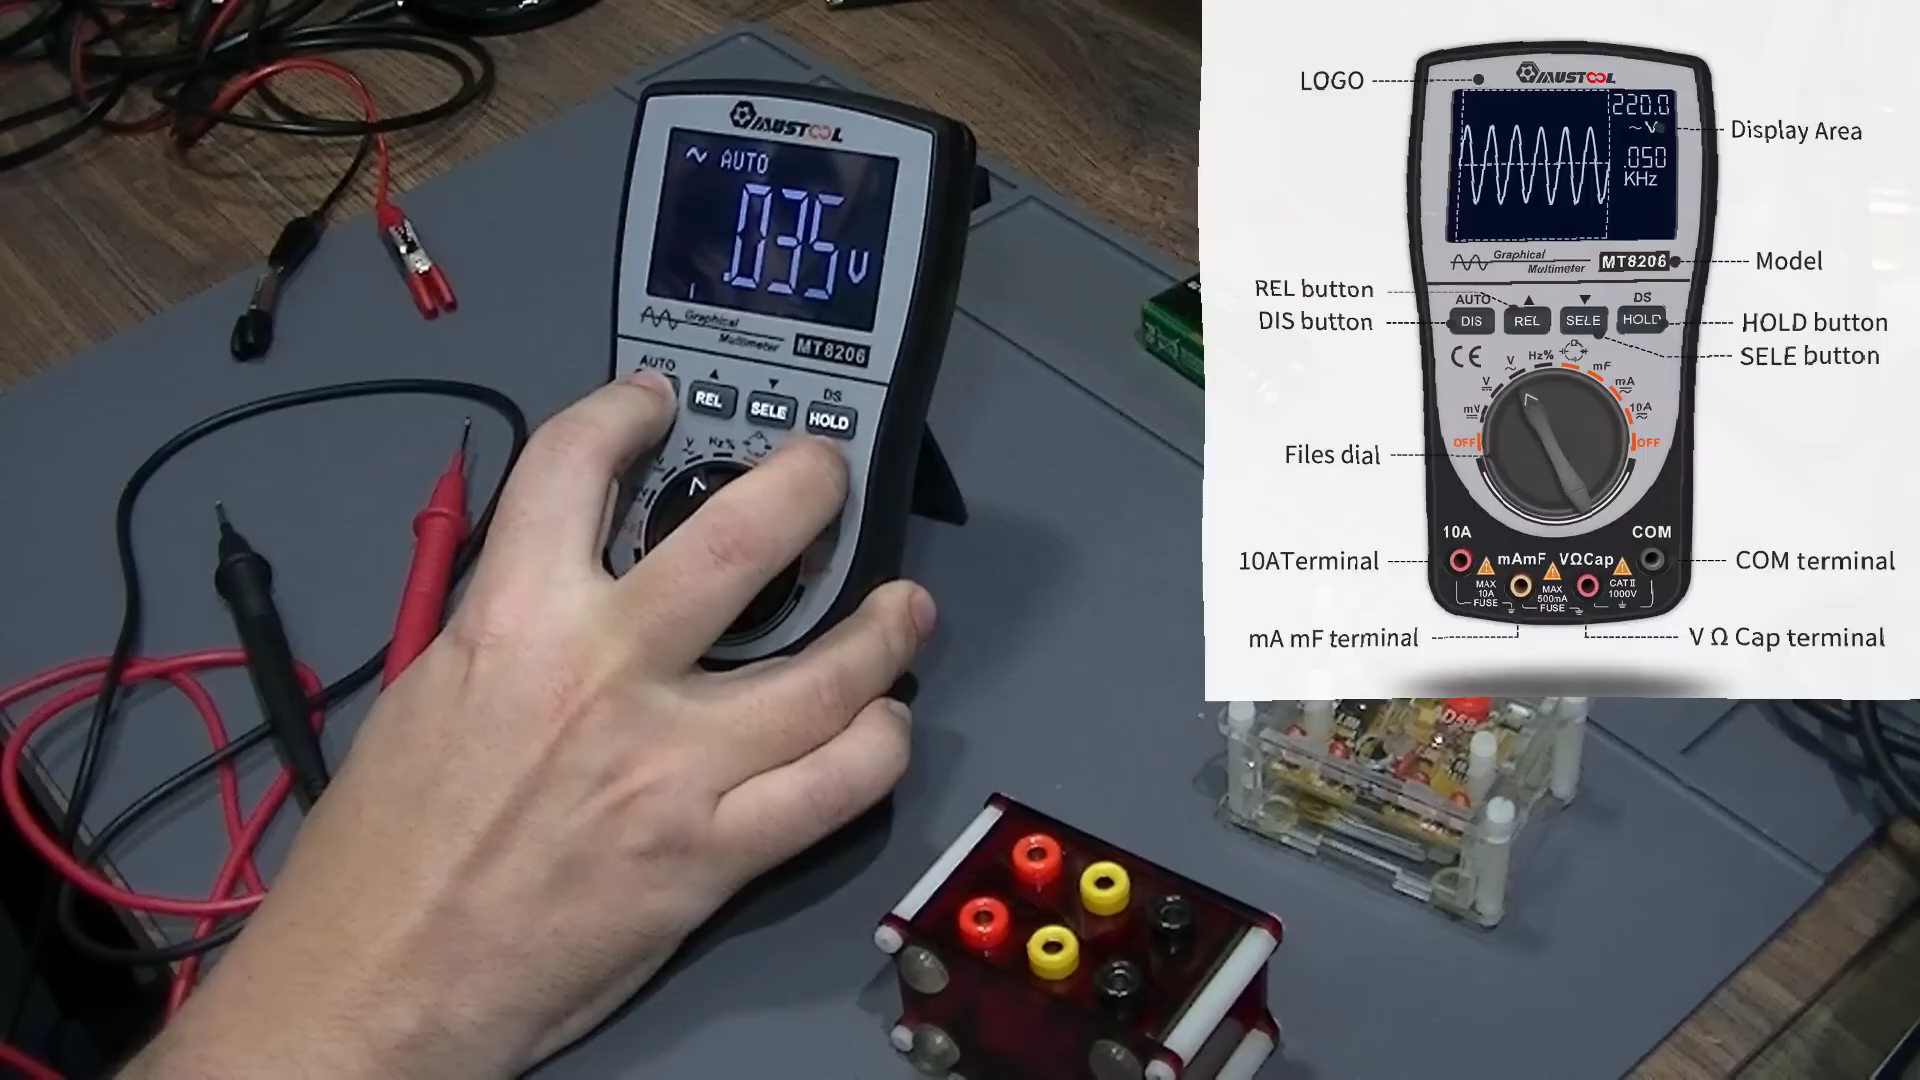 MUSTOOL
AUTO
.035 V
Graphical
Multimeter
MT8206
AUTO
REL
SELE
DS
HOLD
V
Hz%
LOGO
MUSTOOL
220.0
~V
Display Area
.050
KHz
Graphical
Multimeter
MT8206
Model
REL button
AUTO
DS
DIS button
DIS
REL
SELE
HOLD
HOLD button
SELE button
CE
V
Hz%
Ω
mF
V
mA
mV
10A
OFF
OFF
Files dial
10A
COM
10ATerminal
mAmF
VΩCap
COM terminal
MAX
10A
FUSE
MAX
500mA
FUSE
CAT II
1000V
mA mF terminal
V Ω Cap terminal